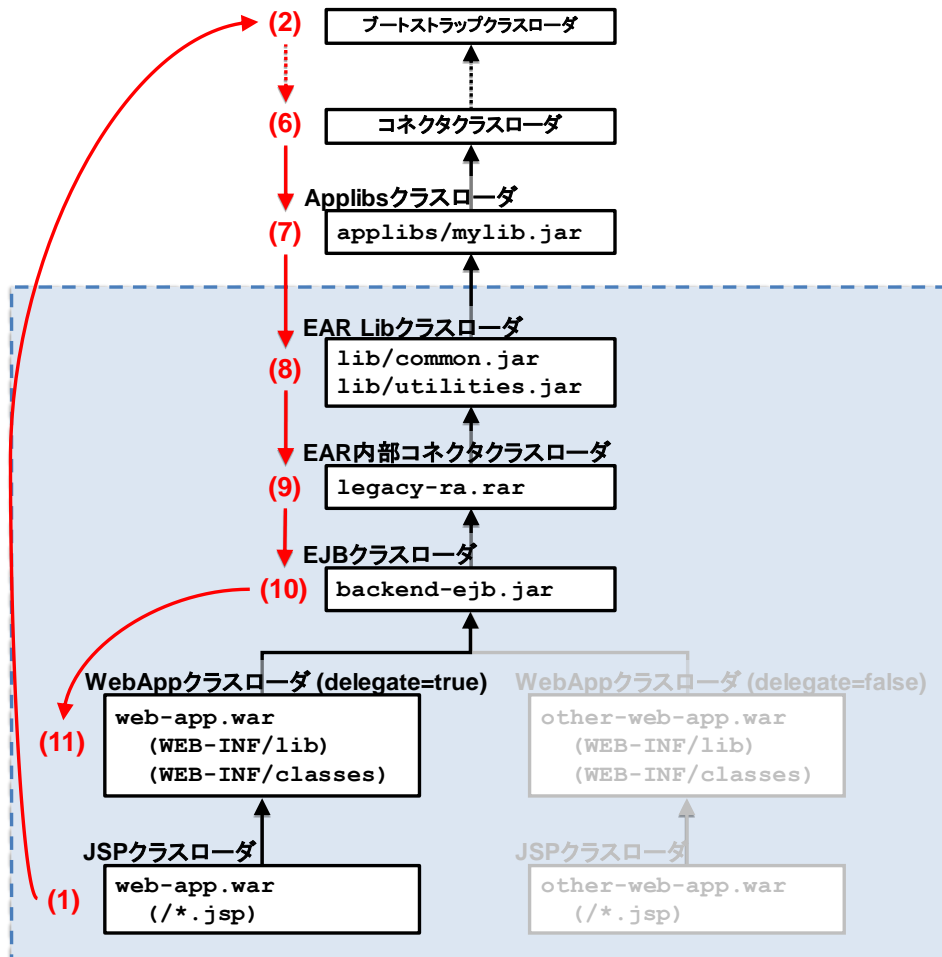 (2) ブートストラップクラスローダ
(6) コネクタクラスローダ
Applibsクラスローダ
(7) applibs/mylib.jar
EAR Libクラスローダ
(8) lib/common.jar
lib/utilities.jar
EAR内部コネクタクラスローダ
(9) legacy-ra.rar
EJBクラスローダ
(10) backend-ejb.jar
WebAppクラスローダ (delegate=true)
(11) web-app.war
(WEB-INF/lib)
(WEB-INF/classes)
WebAppクラスローダ (delegate=false)
other-web-app.war
(WEB-INF/lib)
(WEB-INF/classes)
JSPクラスローダ
(1) web-app.war
(/*.jsp)
JSPクラスローダ
other-web-app.war
(/*.jsp)